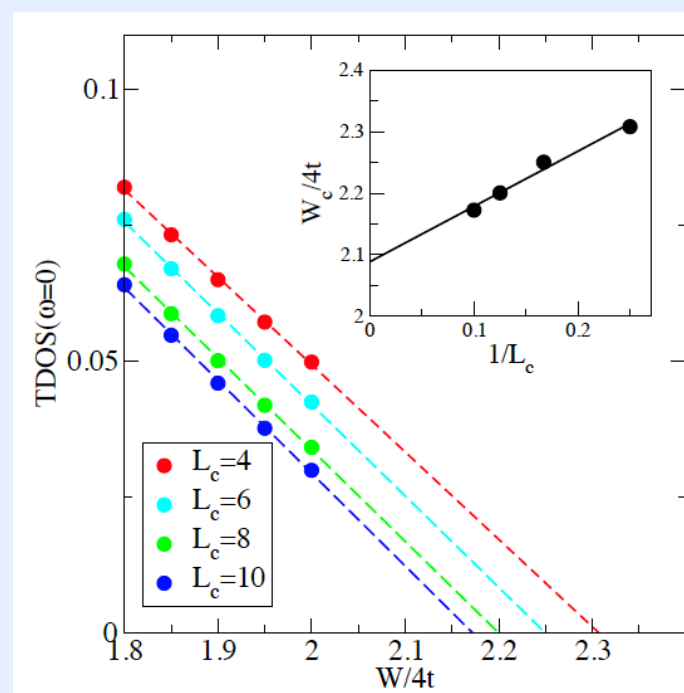 0.1
0.05
0
TDOS(ω=0)
1.8
1.9
2
2.1
2.2
2.3
W/4t
L_c=4
L_c=6
L_c=8
L_c=10
2.4
2.3
2.2
2.1
2
W_c/4t
0
0.1
0.2
1/L_c